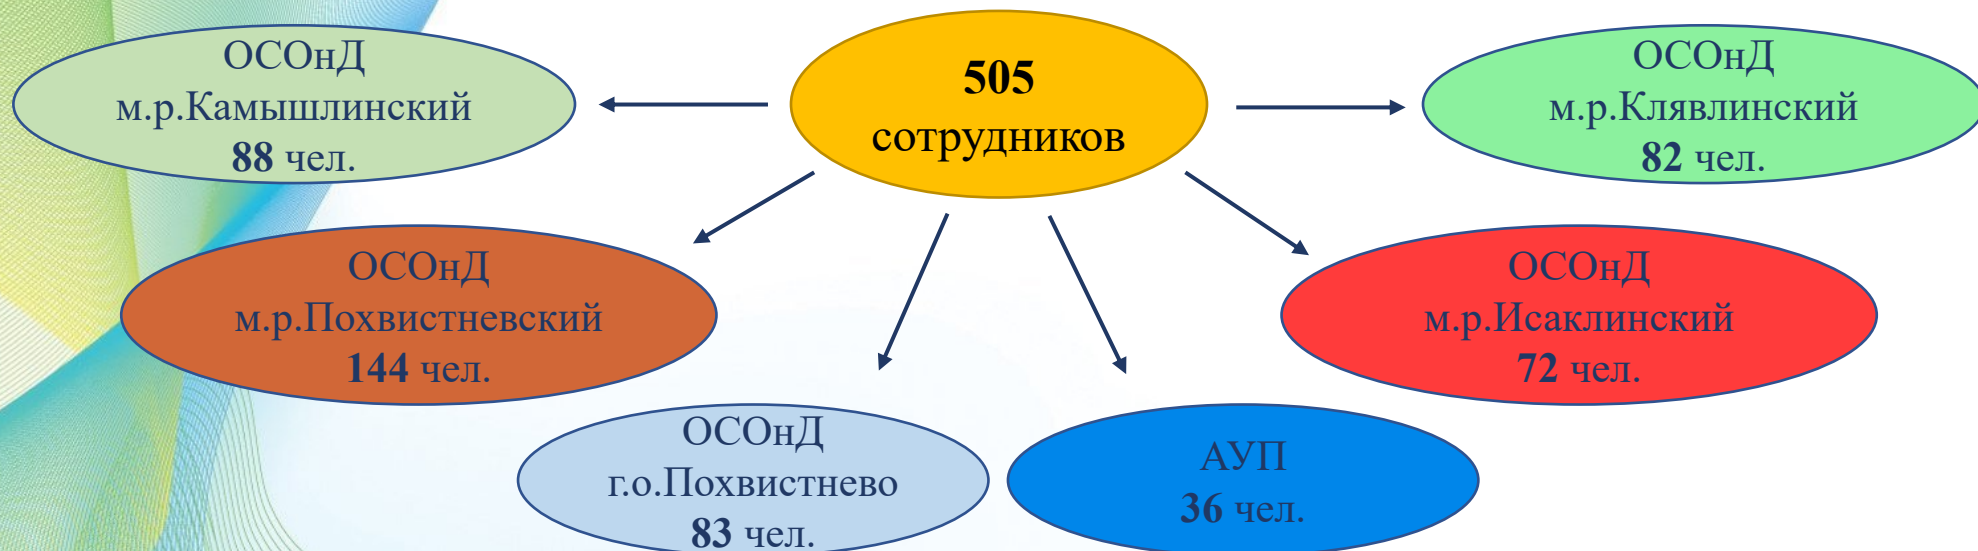 505
сотрудников
ОСОнД
м.р.Камышлинский
88 чел.
ОСОнД
м.р.Клявлинский
82 чел.
ОСОнД
м.р.Похвистневский
144 чел.
ОСОнД
м.р.Исаклинский
72 чел.
ОСОнД
г.о.Похвистнево
83 чел.
АУП
36 чел.